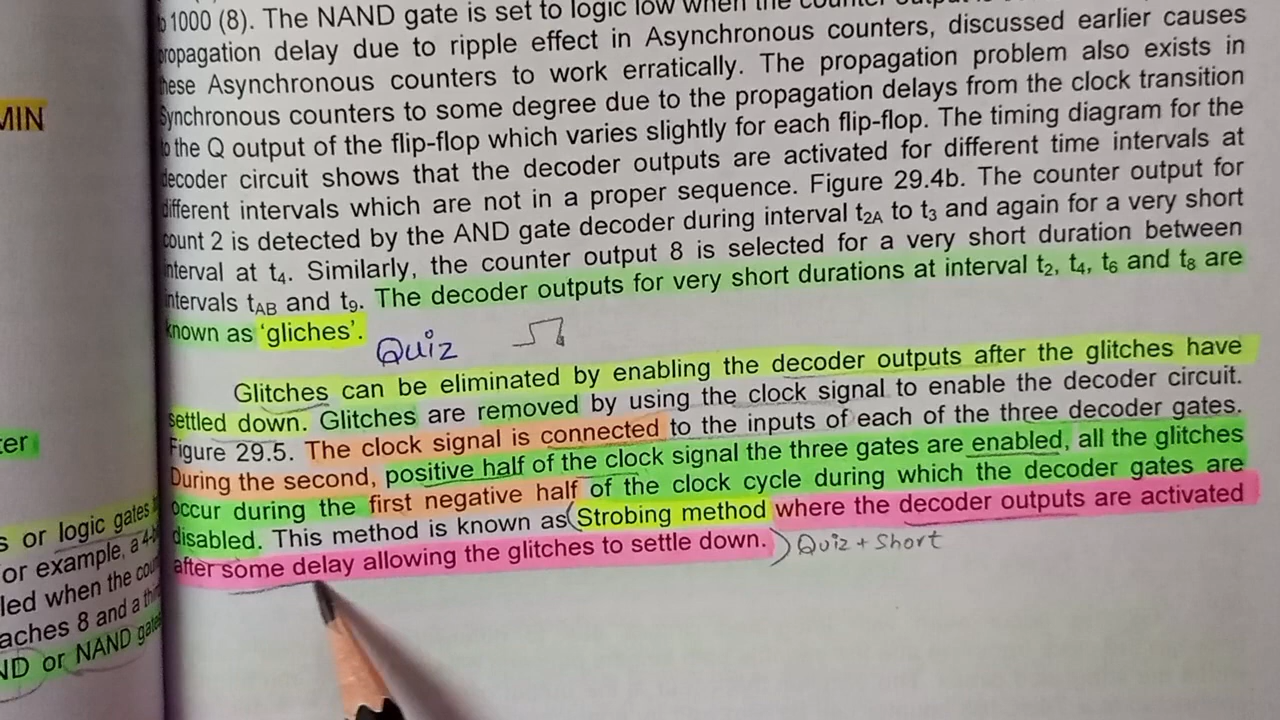 1000 (8). The NAND gate is set to logic low when the counter output is
propagation delay due to ripple effect in Asynchronous counters, discussed earlier causes
these Asynchronous counters to work erratically. The propagation problem also exists in
Synchronous counters to some degree due to the propagation delays from the clock transition
to the Q output of the flip-flop which varies slightly for each flip-flop. The timing diagram for the
decoder circuit shows that the decoder outputs are activated for different time intervals at
different intervals which are not in a proper sequence. Figure 29.4b. The counter output for
count 2 is detected by the AND gate decoder during interval t2A to t3 and again for a very short
interval at t4. Similarly, the counter output 8 is selected for a very short duration between
intervals tAB and t9. The decoder outputs for very short durations at interval t2, t4, t6 and t8 are
known as ‘gliches’.
Quiz
Glitches can be eliminated by enabling the decoder outputs after the glitches have
settled down. Glitches are removed by using the clock signal to enable the decoder circuit.
Figure 29.5. The clock signal is connected to the inputs of each of the three decoder gates.
During the second, positive half of the clock signal the three gates are enabled, all the glitches
occur during the first negative half of the clock cycle during which the decoder gates are
disabled. This method is known as (Strobing method where the decoder outputs are activated
after some delay allowing the glitches to settle down. ) Quiz + Short
MIN
ter
s or logic gates
or example, a 4-b
led when the cou
aches 8 and a thi
ND or NAND gate